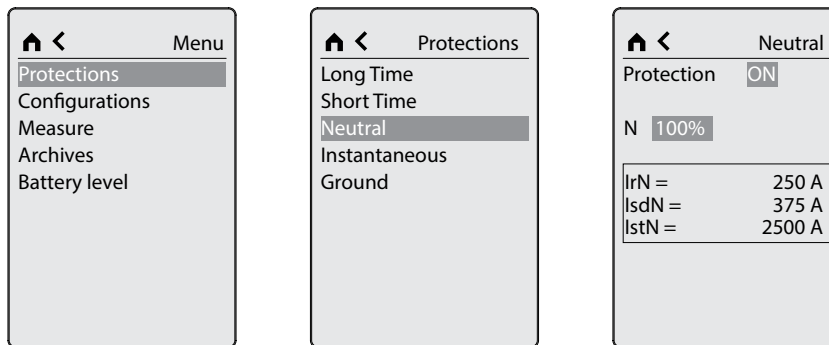 Menu
Protections
Configurations
Measure
Archives
Battery level
Protections
Long Time
Short Time
Neutral
Instantaneous
Ground
Neutral
Protection ON
N 100%
IrN = 250 A
IsdN = 375 A
IstN = 2500 A